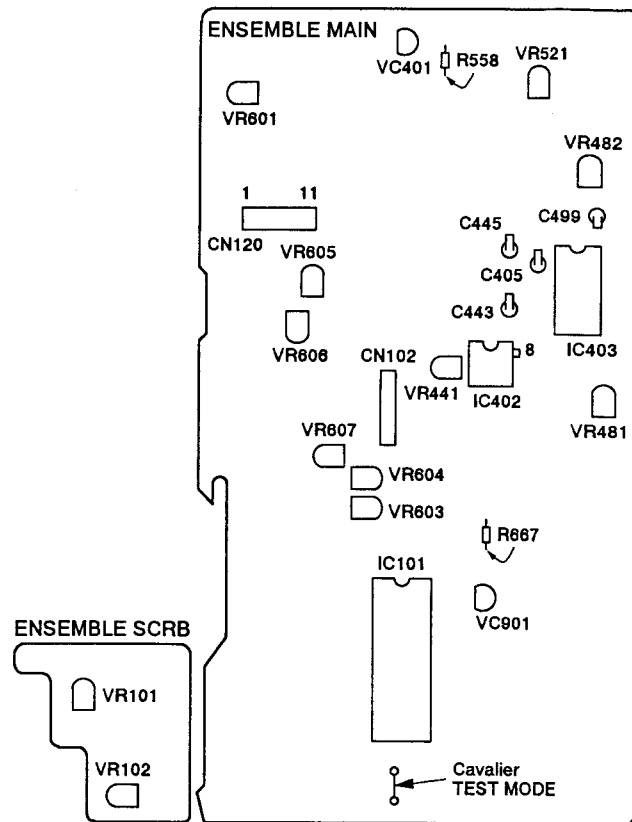 ENSEMBLE MAIN
VC401
R558
VR521
VR601
VR482
1 11
CN120
C445
C499
VR605
C405
C443
VR606
CN102
8
IC403
VR441
IC402
VR481
VR607
VR604
VR603
R667
IC101
VC901
ENSEMBLE SCRB
VR101
VR102
Cavalier
TEST MODE